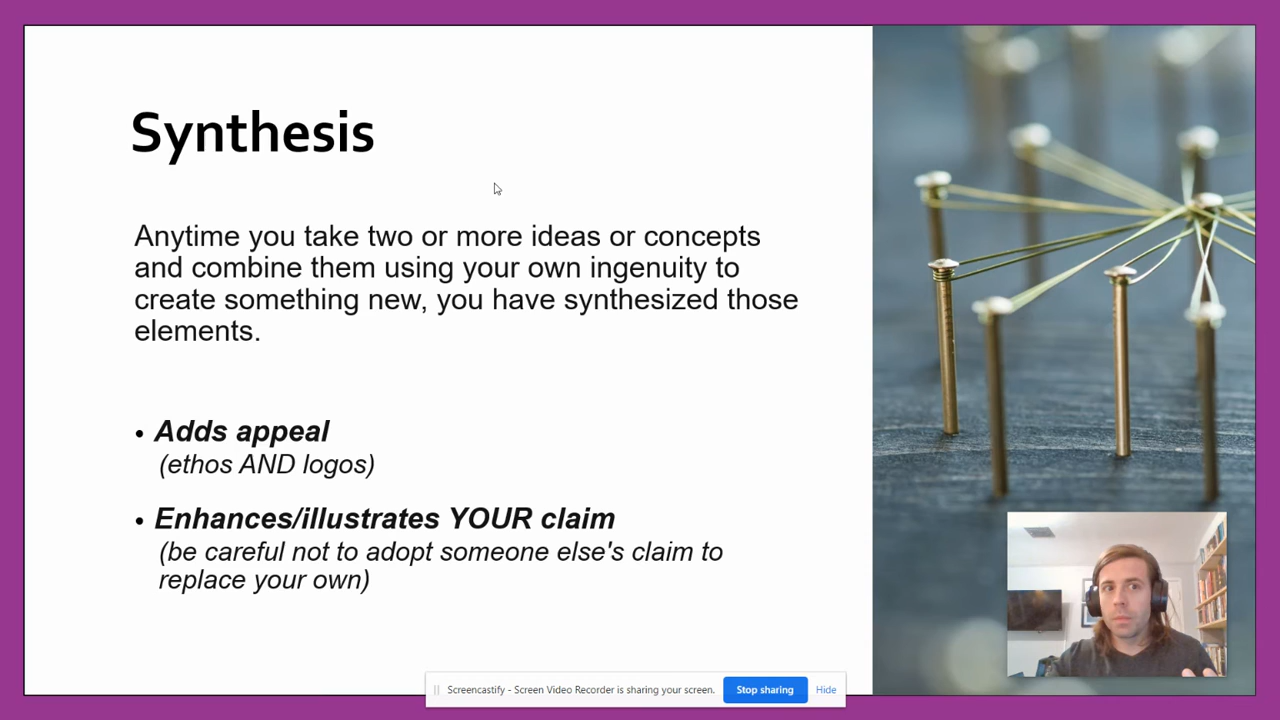 Synthesis
Anytime you take two or more ideas or concepts
and combine them using your own ingenuity to
create something new, you have synthesized those
elements.
• Adds appeal
(ethos AND logos)
• Enhances/illustrates YOUR claim
(be careful not to adopt someone else's claim to
replace your own)
Screencastify - Screen Video Recorder is sharing your screen. Stop sharing Hide